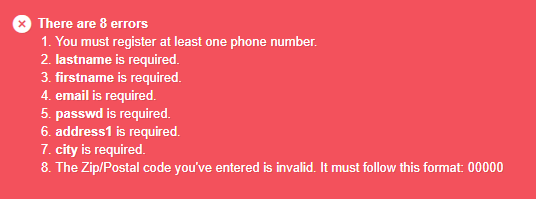 There are 8 errors
1. You must register at least one phone number.
2. lastname is required.
3. firstname is required.
4. email is required.
5. passwd is required.
6. address1 is required.
7. city is required.
8. The Zip/Postal code you've entered is invalid. It must follow this format: 00000